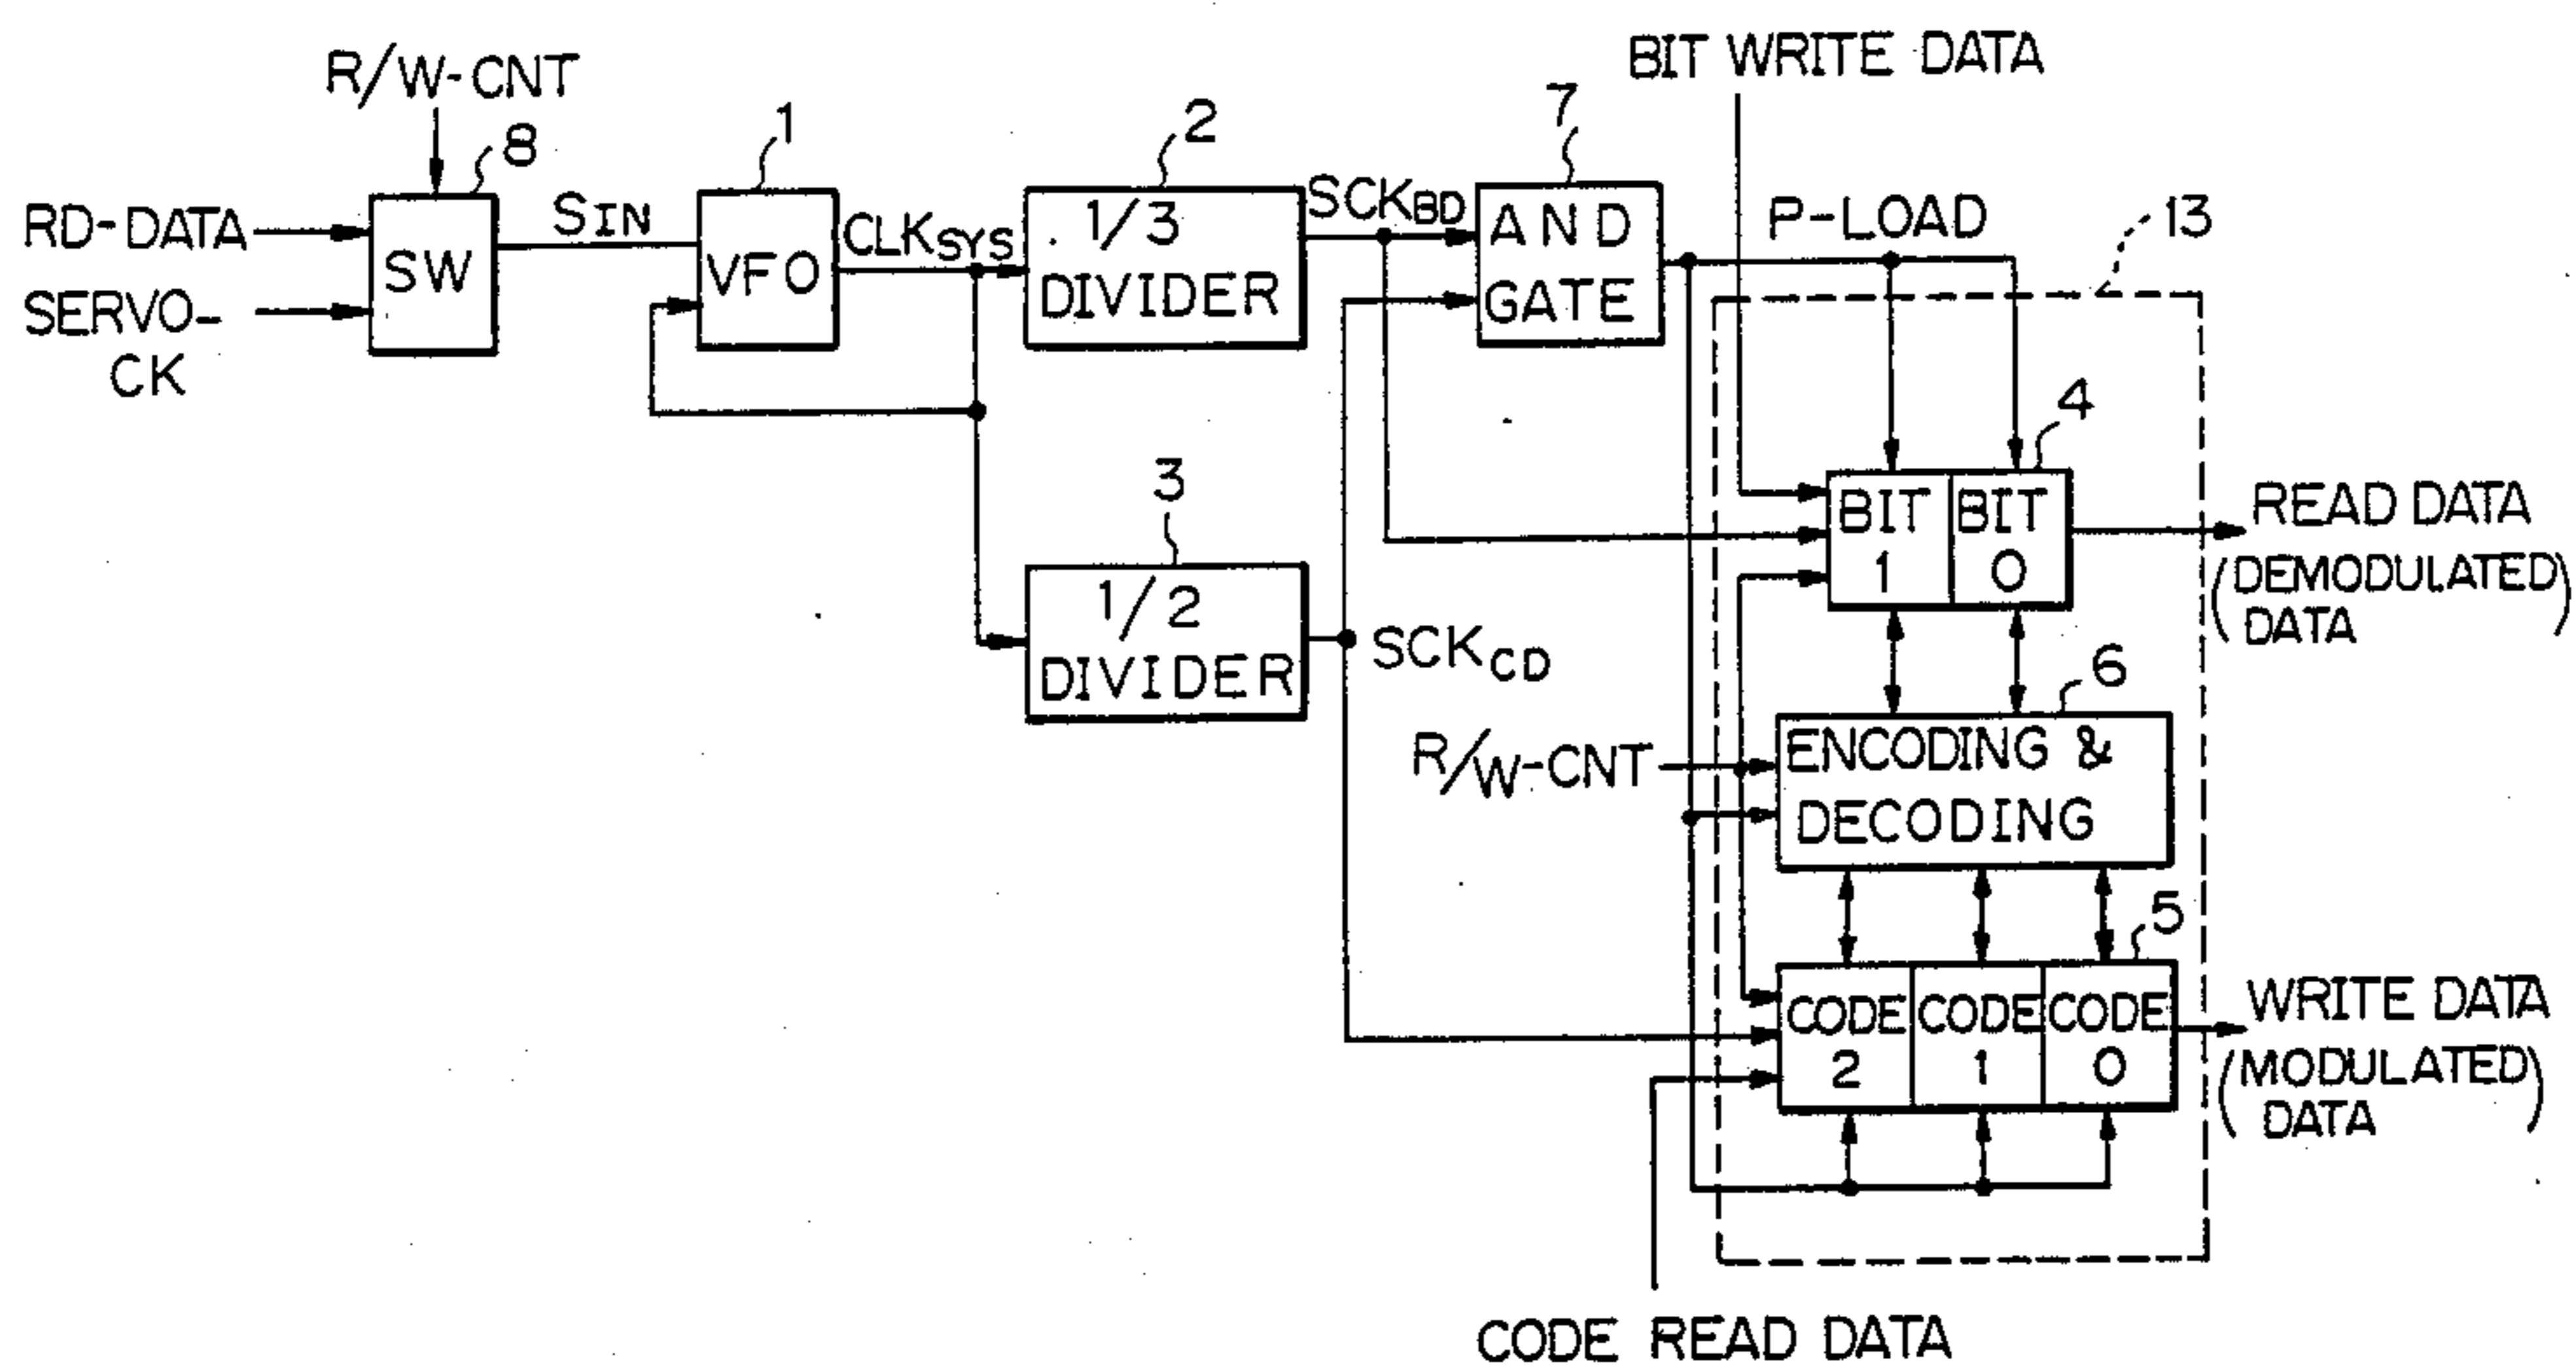 R/W-CNT
8
RD-DATA
SERVO-
CK
SW
SIN
1
VFO
CLKSYS
2
1/3
DIVIDER
3
1/2
DIVIDER
SCKBD
SCKCD
7
AND
GATE
BIT WRITE DATA
P-LOAD
13
4
BIT
1
BIT
0
READ DATA
(DEMODULATED)
DATA
R/W-CNT
6
ENCODING &
DECODING
5
CODE
2
CODE
1
CODE
0
WRITE DATA
(MODULATED)
DATA
CODE READ DATA